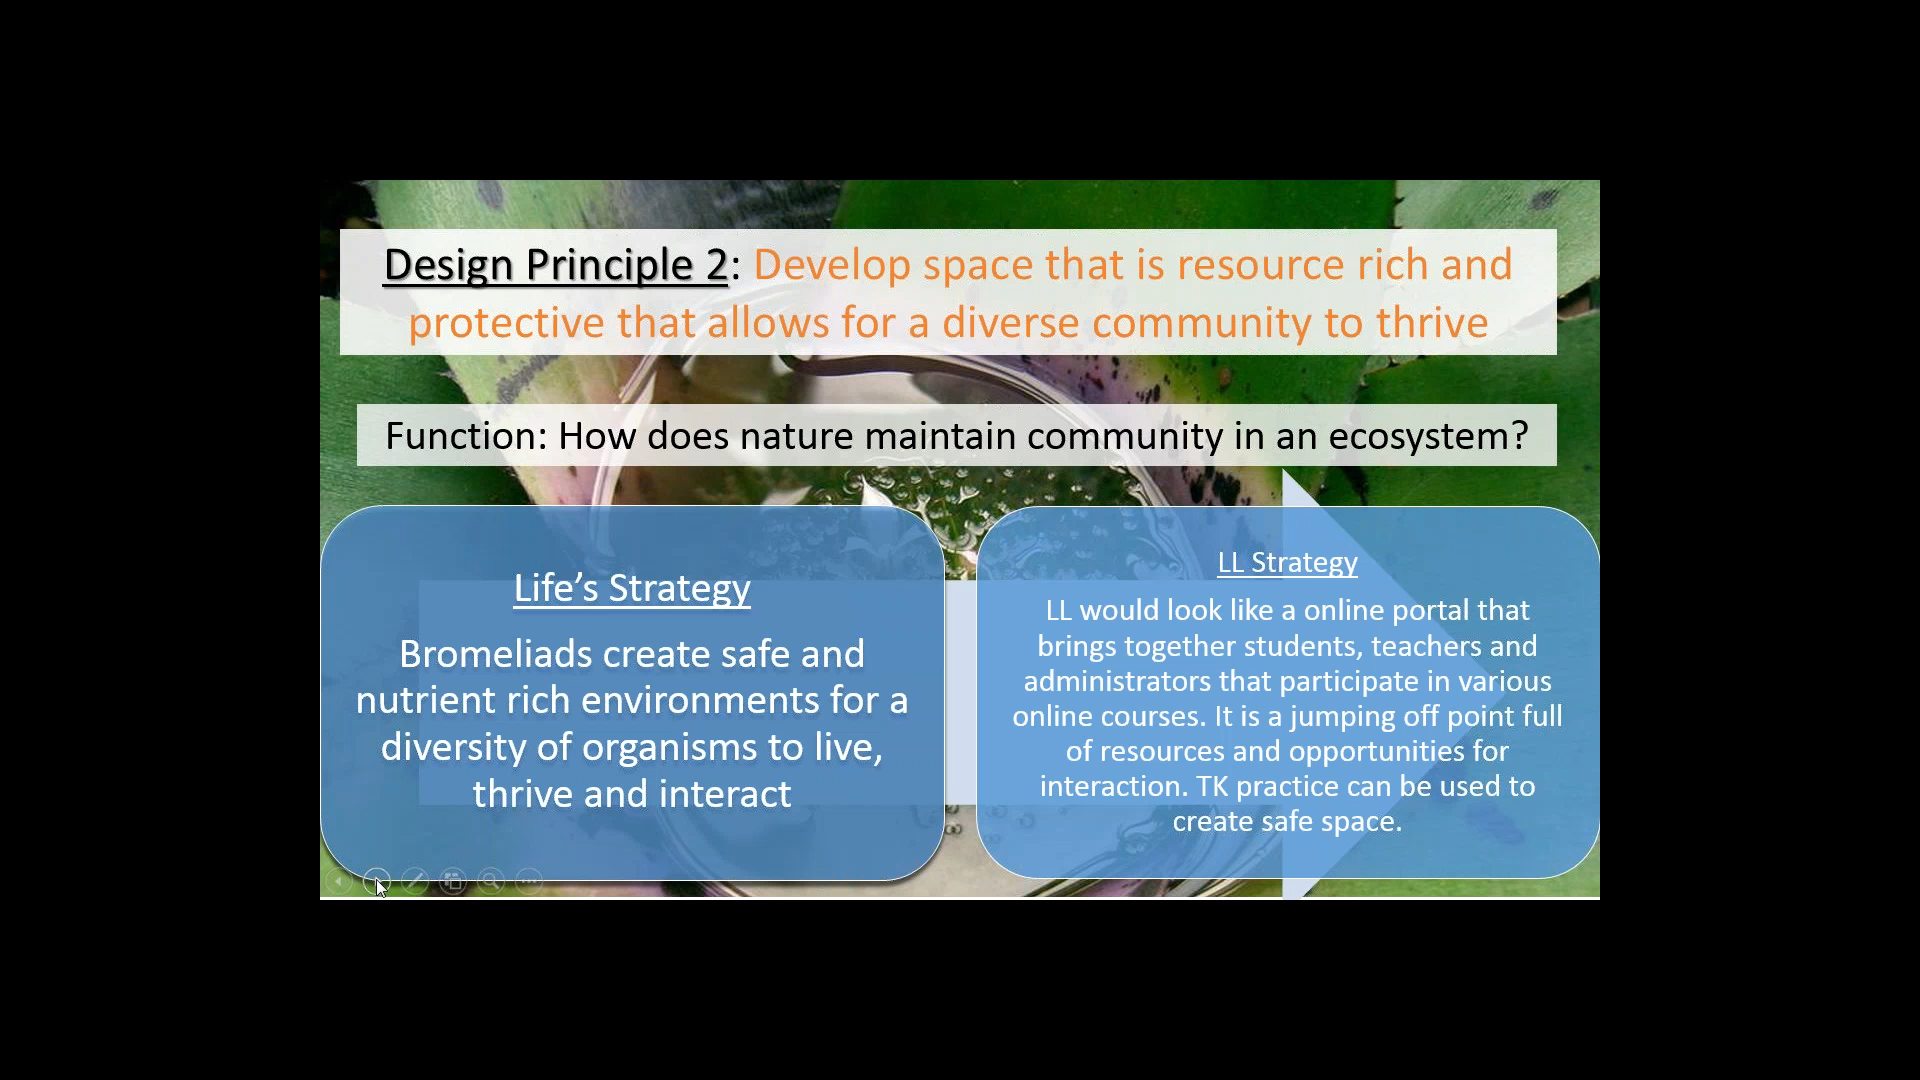 Design Principle 2: Develop space that is resource rich and
protective that allows for a diverse community to thrive
Function: How does nature maintain community in an ecosystem?
Life’s Strategy
Bromeliads create safe and
nutrient rich environments for a
diversity of organisms to live,
thrive and interact
LL Strategy
LL would look like a online portal that
brings together students, teachers and
administrators that participate in various
online courses. It is a jumping off point full
of resources and opportunities for
interaction. TK practice can be used to
create safe space.